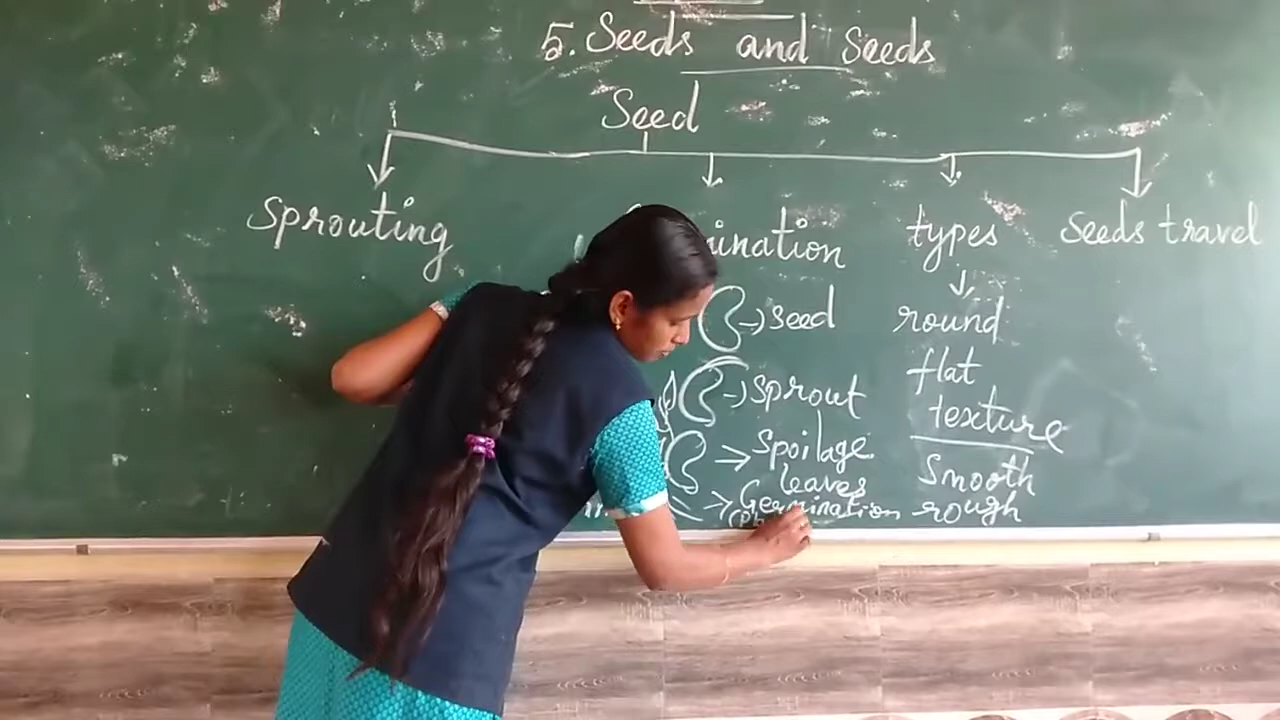 5. Seeds and Seeds
Seed
Sprouting
types
Seeds travel
Seed
Sprout
Spoilage
leaves
Germination
round
flat
texture
Smooth
rough